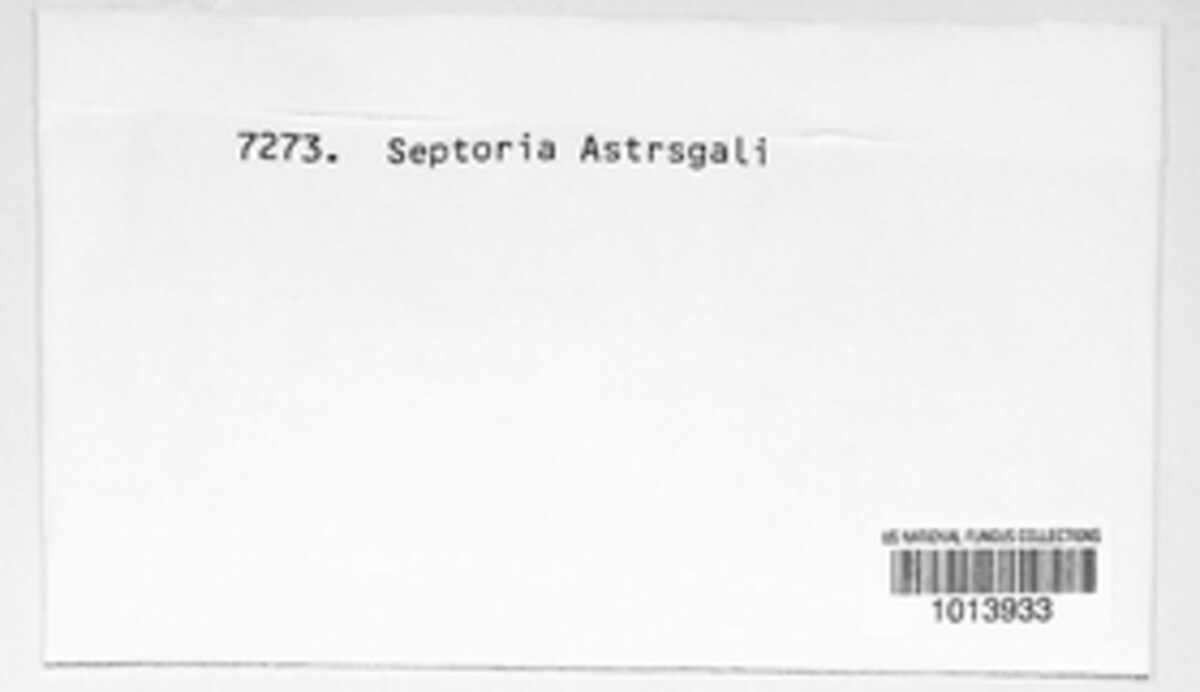 7273. Septoria Astrsgali
US NATIONAL FUNGUS COLLECTIONS
1013933